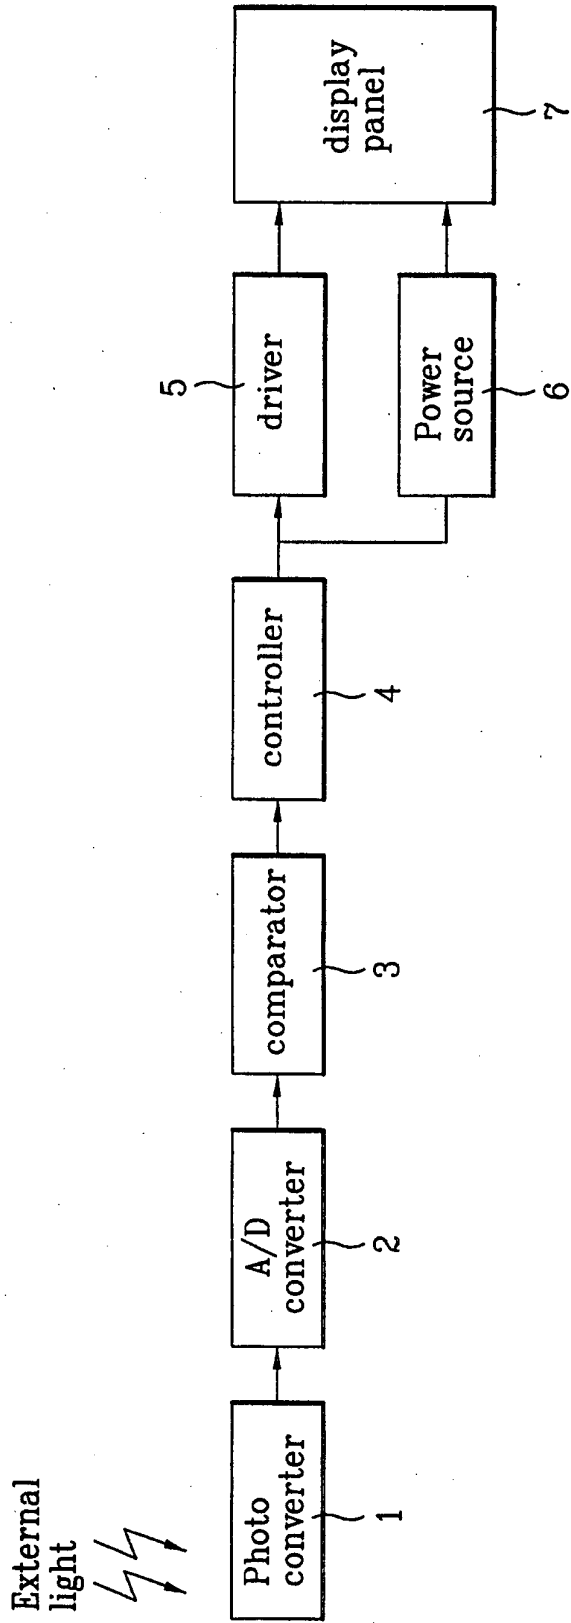 External
light
Photo
converter
1
A/D
converter
2
comparator
3
controller
4
driver
5
Power
source
6
display
panel
7